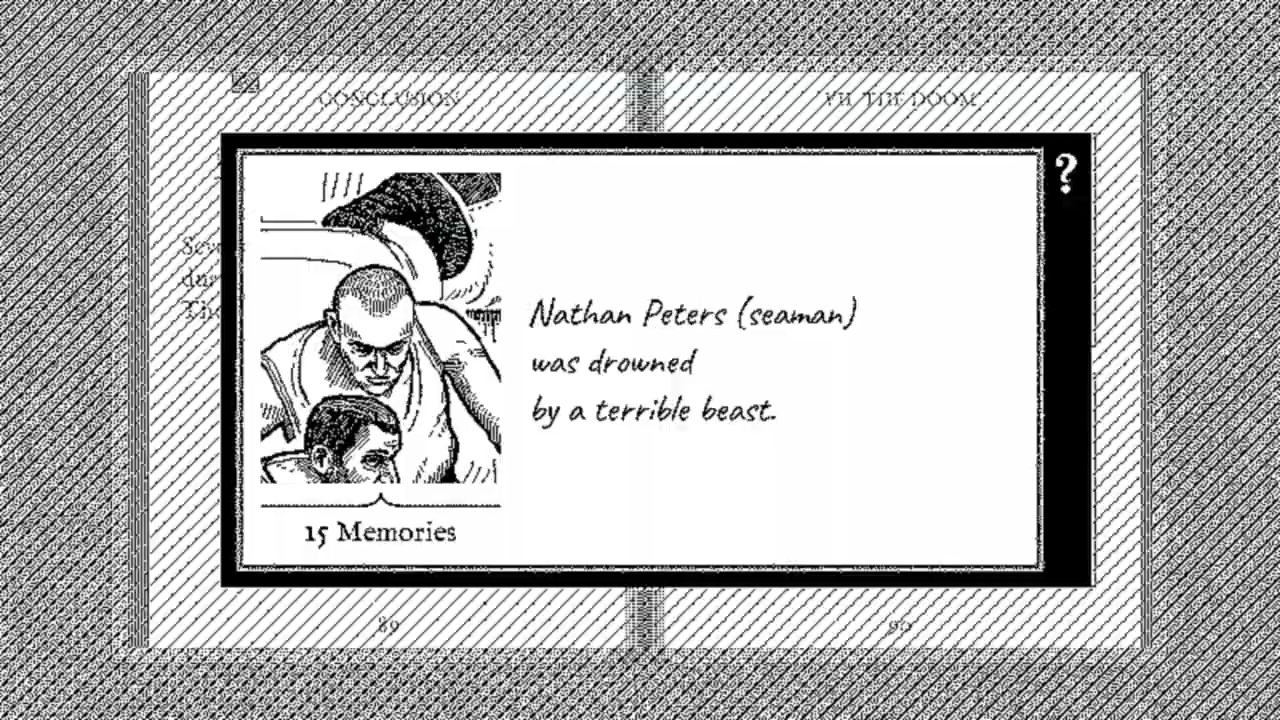 CONCLUSION
VII. THE DOOM
?
Nathan Peters (seaman)
was drowned
by a terrible beast.
15 Memories
89
90